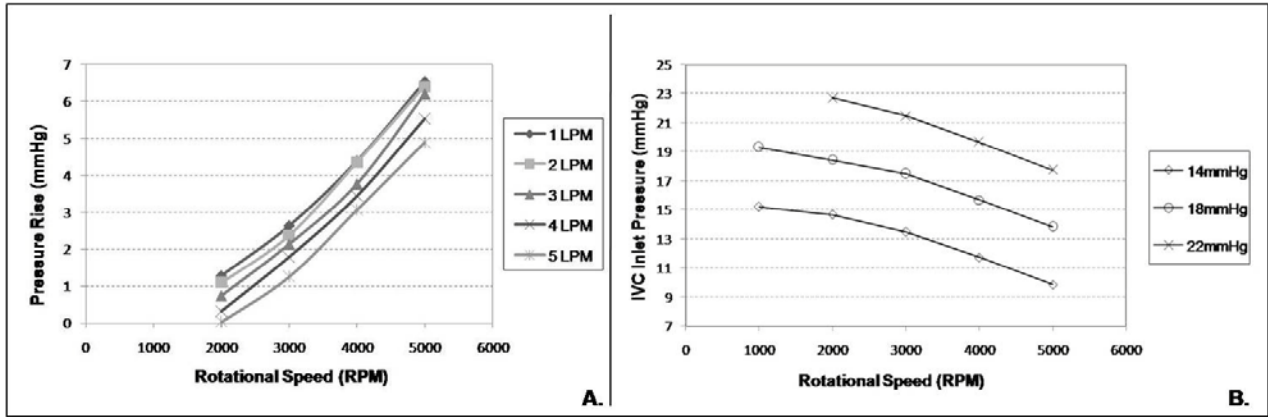 7
6
5
4
3
2
1
0
Pressure Rise (mmHg)
0 1000 2000 3000 4000 5000 6000
Rotational Speed (RPM)
1 LPM
2 LPM
3 LPM
4 LPM
5 LPM
A.
25
23
21
19
17
15
13
11
9
7
IVC Inlet Pressure (mmHg)
0 1000 2000 3000 4000 5000 6000
Rotational Speed (RPM)
14mmHg
18mmHg
22mmHg
B.